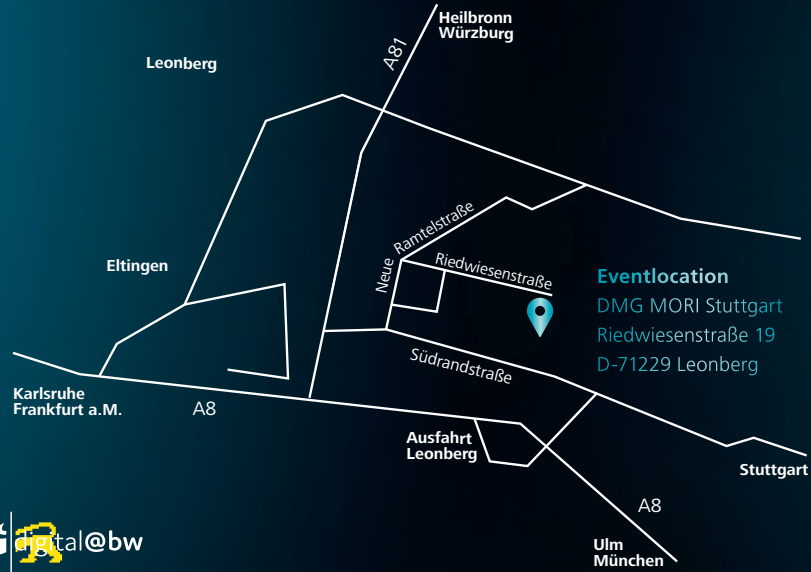 Heilbronn
Würzburg
A81
Leonberg
Neue Ramtelstraße
Riedwiesenstraße
Eltingen
Eventlocation
DMG MORI Stuttgart
Riedwiesenstraße 19
D-71229 Leonberg
Südrandstraße
Karlsruhe
Frankfurt a.M.
A8
Ausfahrt
Leonberg
Stuttgart
A8
digital@bw
Ulm
München